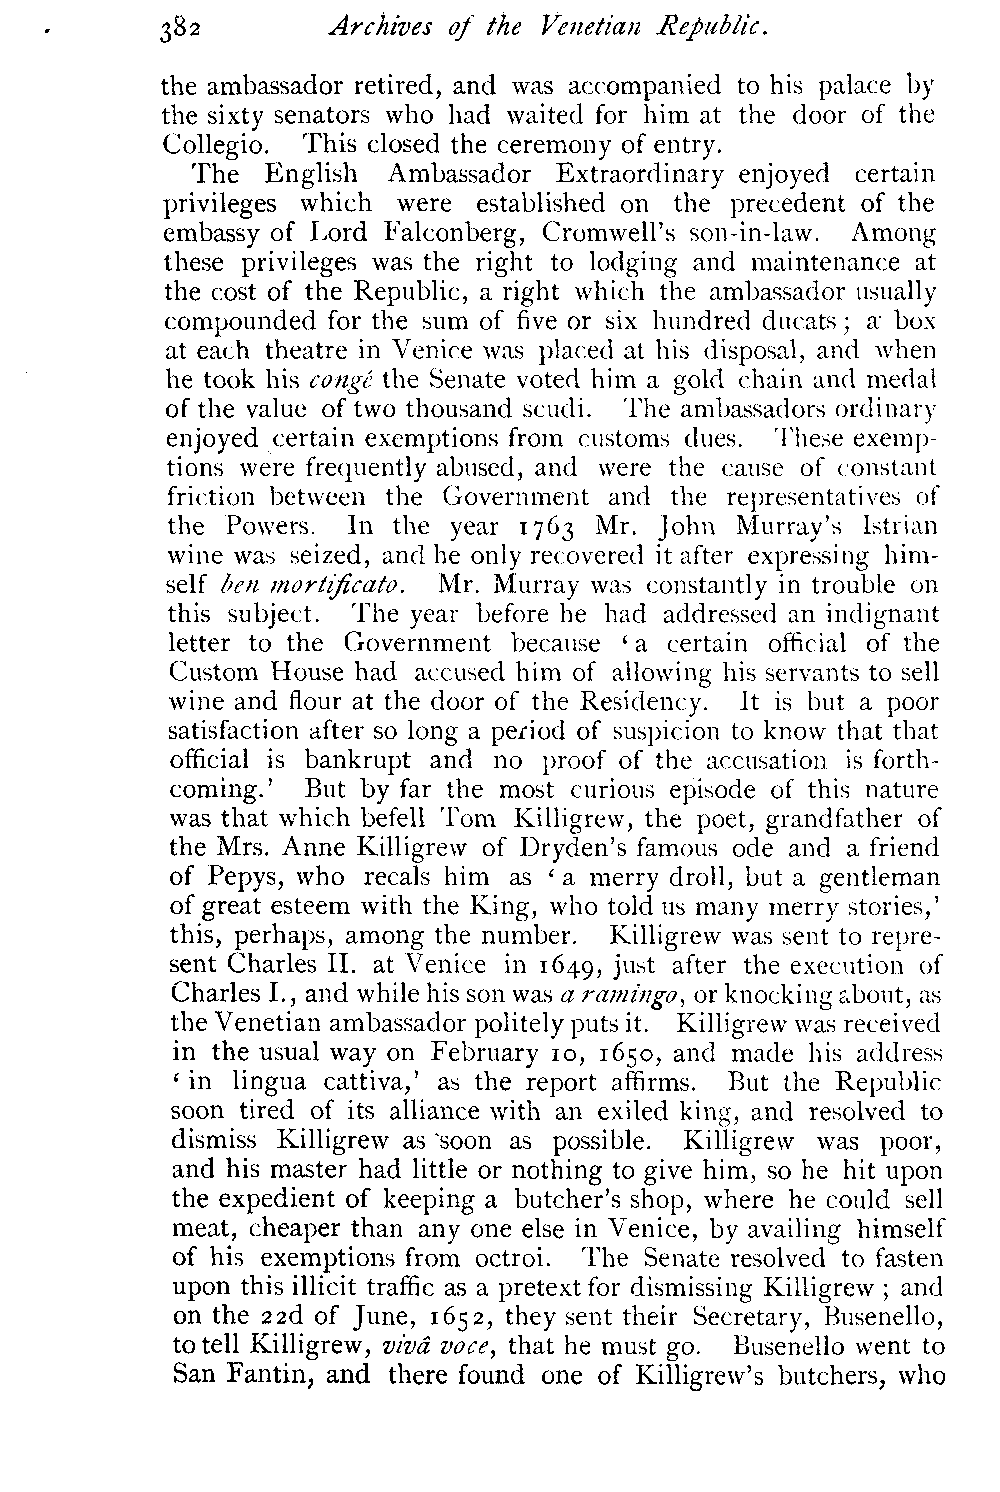 382 Archives of the Venetian Republic.
the ambassador retired, and was accompanied to his palace by
the sixty senators who had waited for him at the door of the
Collegio. This closed the ceremony of entry.
The English Ambassador Extraordinary enjoyed certain
privileges which were established on the precedent of the
embassy of Lord Falconberg, Cromwell's son-in-law. Among
these privileges was the right to lodging and maintenance at
the cost of the Republic, a right which the ambassador usually
compounded for the sum of five or six hundred ducats; a box
at each theatre in Venice was placed at his disposal, and when
he took his congé the Senate voted him a gold chain and medal
of the value of two thousand scudi. The ambassadors ordinary
enjoyed certain exemptions from customs dues. These exemp-
tions were frequently abused, and were the cause of constant
friction between the Government and the representatives of
the Powers. In the year 1763 Mr. John Murray's Istrian
wine was seized, and he only recovered it after expressing him-
self ben mortificato. Mr. Murray was constantly in trouble on
this subject. The year before he had addressed an indignant
letter to the Government because ‘a certain official of the
Custom House had accused him of allowing his servants to sell
wine and flour at the door of the Residency. It is but a poor
satisfaction after so long a period of suspicion to know that that
official is bankrupt and no proof of the accusation is forth-
coming.’ But by far the most curious episode of this nature
was that which befell Tom Killigrew, the poet, grandfather of
the Mrs. Anne Killigrew of Dryden's famous ode and a friend
of Pepys, who recals him as ‘a merry droll, but a gentleman
of great esteem with the King, who told us many merry stories,’
this, perhaps, among the number. Killigrew was sent to repre-
sent Charles II. at Venice in 1649, just after the execution of
Charles I., and while his son was a ramingo, or knocking about, as
the Venetian ambassador politely puts it. Killigrew was received
in the usual way on February 10, 1650, and made his address
‘in lingua cattiva,’ as the report affirms. But the Republic
soon tired of its alliance with an exiled king, and resolved to
dismiss Killigrew as soon as possible. Killigrew was poor,
and his master had little or nothing to give him, so he hit upon
the expedient of keeping a butcher's shop, where he could sell
meat, cheaper than any one else in Venice, by availing himself
of his exemptions from octroi. The Senate resolved to fasten
upon this illicit traffic as a pretext for dismissing Killigrew; and
on the 22d of June, 1652, they sent their Secretary, Busenello,
to tell Killigrew, vivâ voce, that he must go. Busenello went to
San Fantin, and there found one of Killigrew's butchers, who